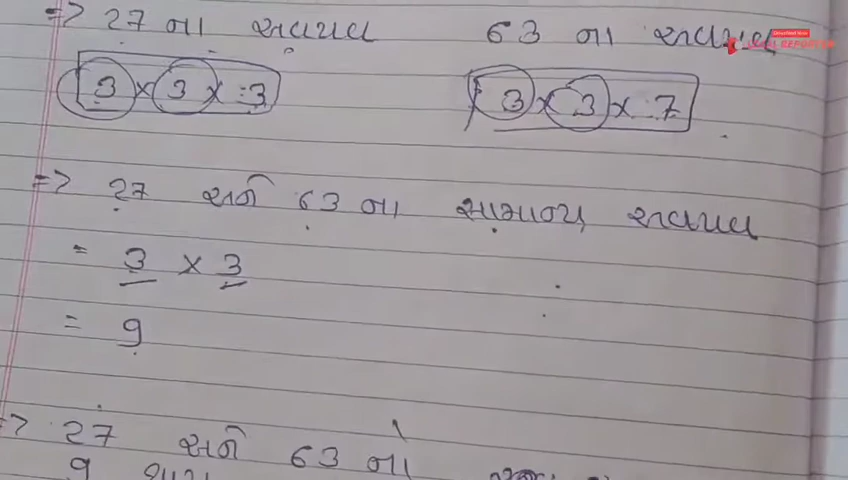 => 27 ના અવયવ 63 ના અવયવ
3 × 3 × 3 3 × 3 × 7
=> 27 અને 63 ના સામાન્ય અવયવ
= 3 × 3
= 9
=> 27 અને 63 ના
9 થાય